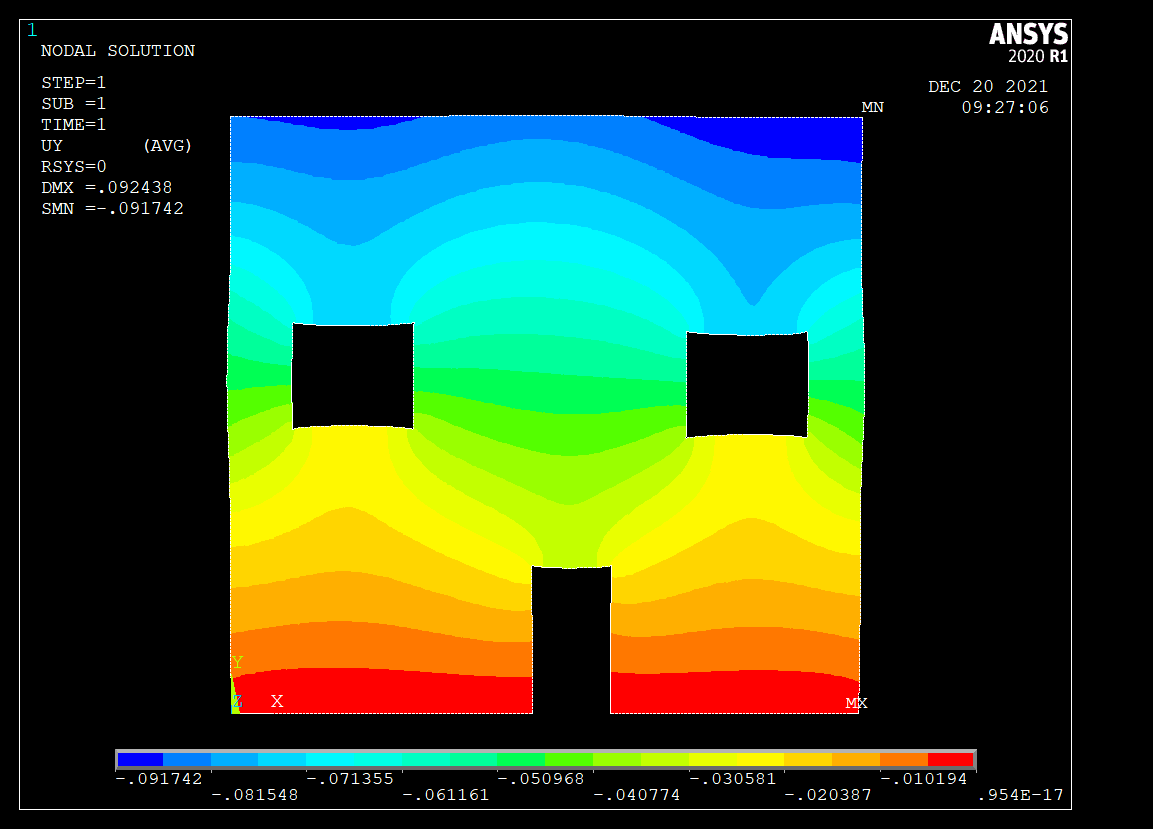 1
NODAL SOLUTION
STEP=1
SUB =1
TIME=1
UY (AVG)
RSYS=0
DMX =.092438
SMN =-.091742
ANSYS
2020 R1
DEC 20 2021
09:27:06
MN
Y
Z X
MX
-.091742 -.071355 -.050968 -.030581 -.010194
-.081548 -.061161 -.040774 -.020387 .954E-17